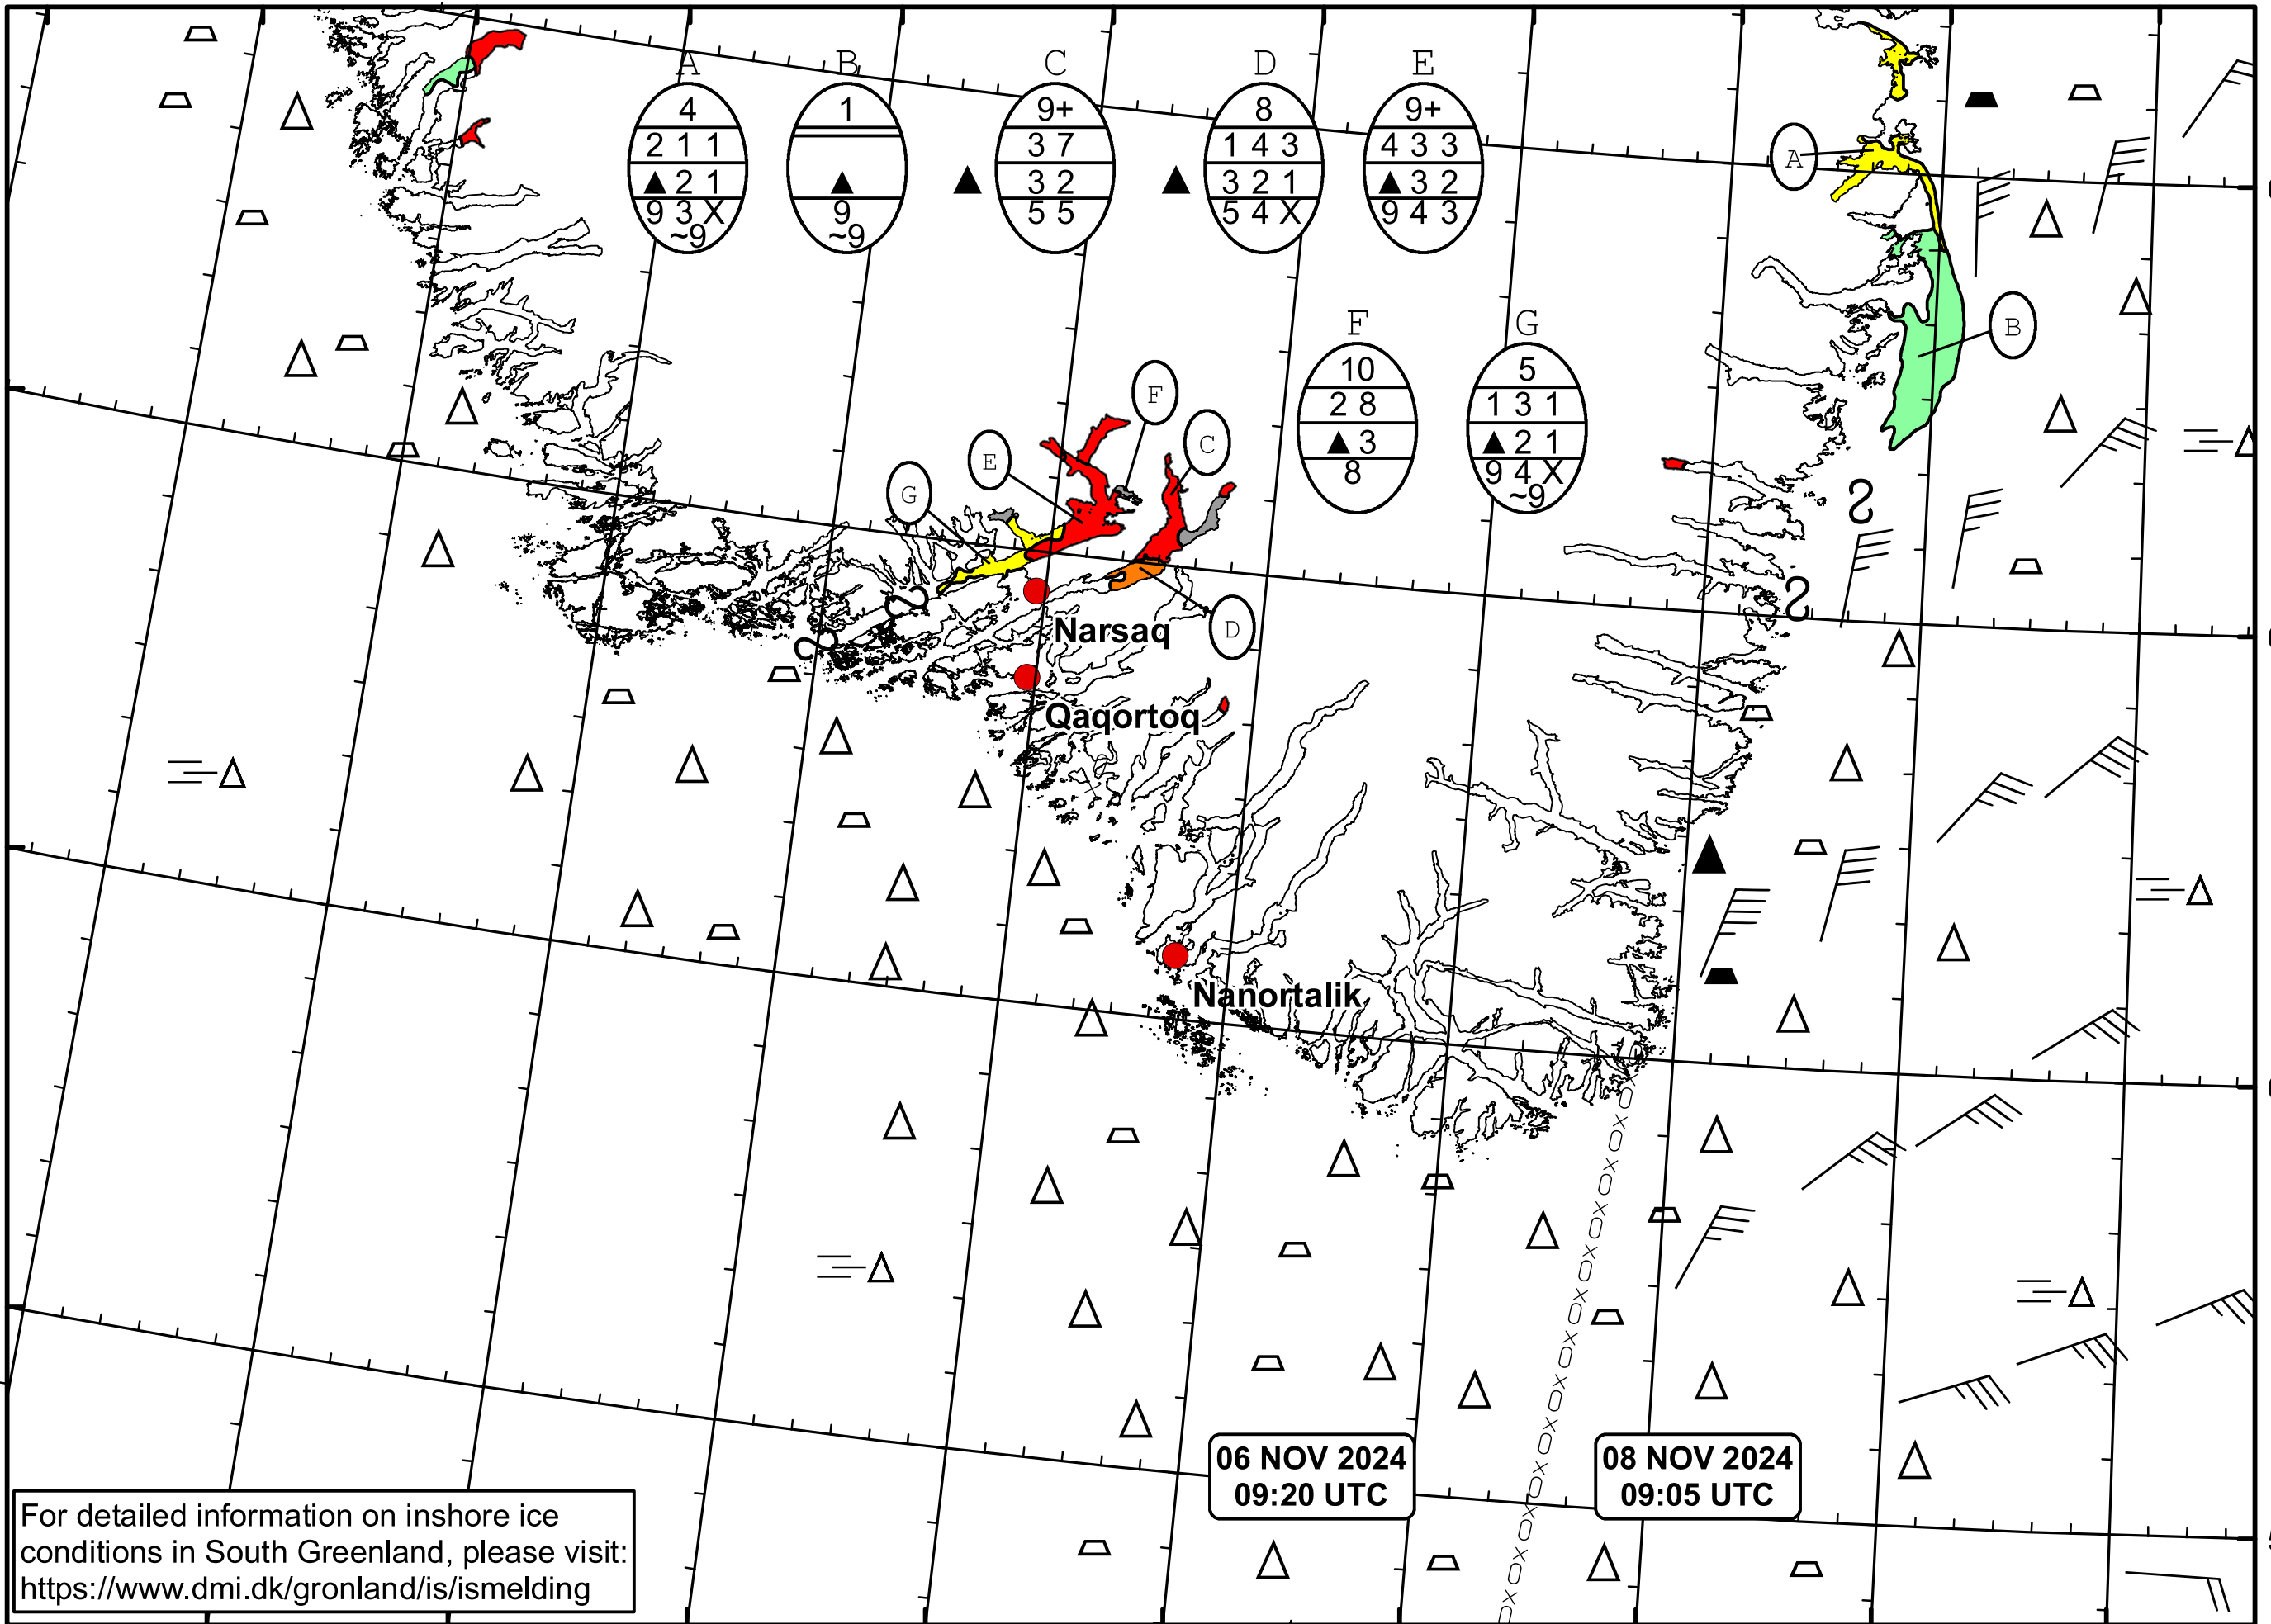 A B C D E
4
2 1 1
▲ 2 1
9 3 X
~9
1
▲
9
~9
9+
3 7
▲ 3 2
5 5
8
1 4 3
▲ 3 2 1
5 4 X
9+
4 3 3
▲ 3 2
9 4 3
F G
10
2 8
▲ 3
8
5
1 3 1
▲ 2 1
9 4 X
~9
A
B
F
C
E
G
D
Narsaq
Qaqortoq
Nanortalik
06 NOV 2024
09:20 UTC
08 NOV 2024
09:05 UTC
For detailed information on inshore ice
conditions in South Greenland, please visit:
https://www.dmi.dk/gronland/is/ismelding